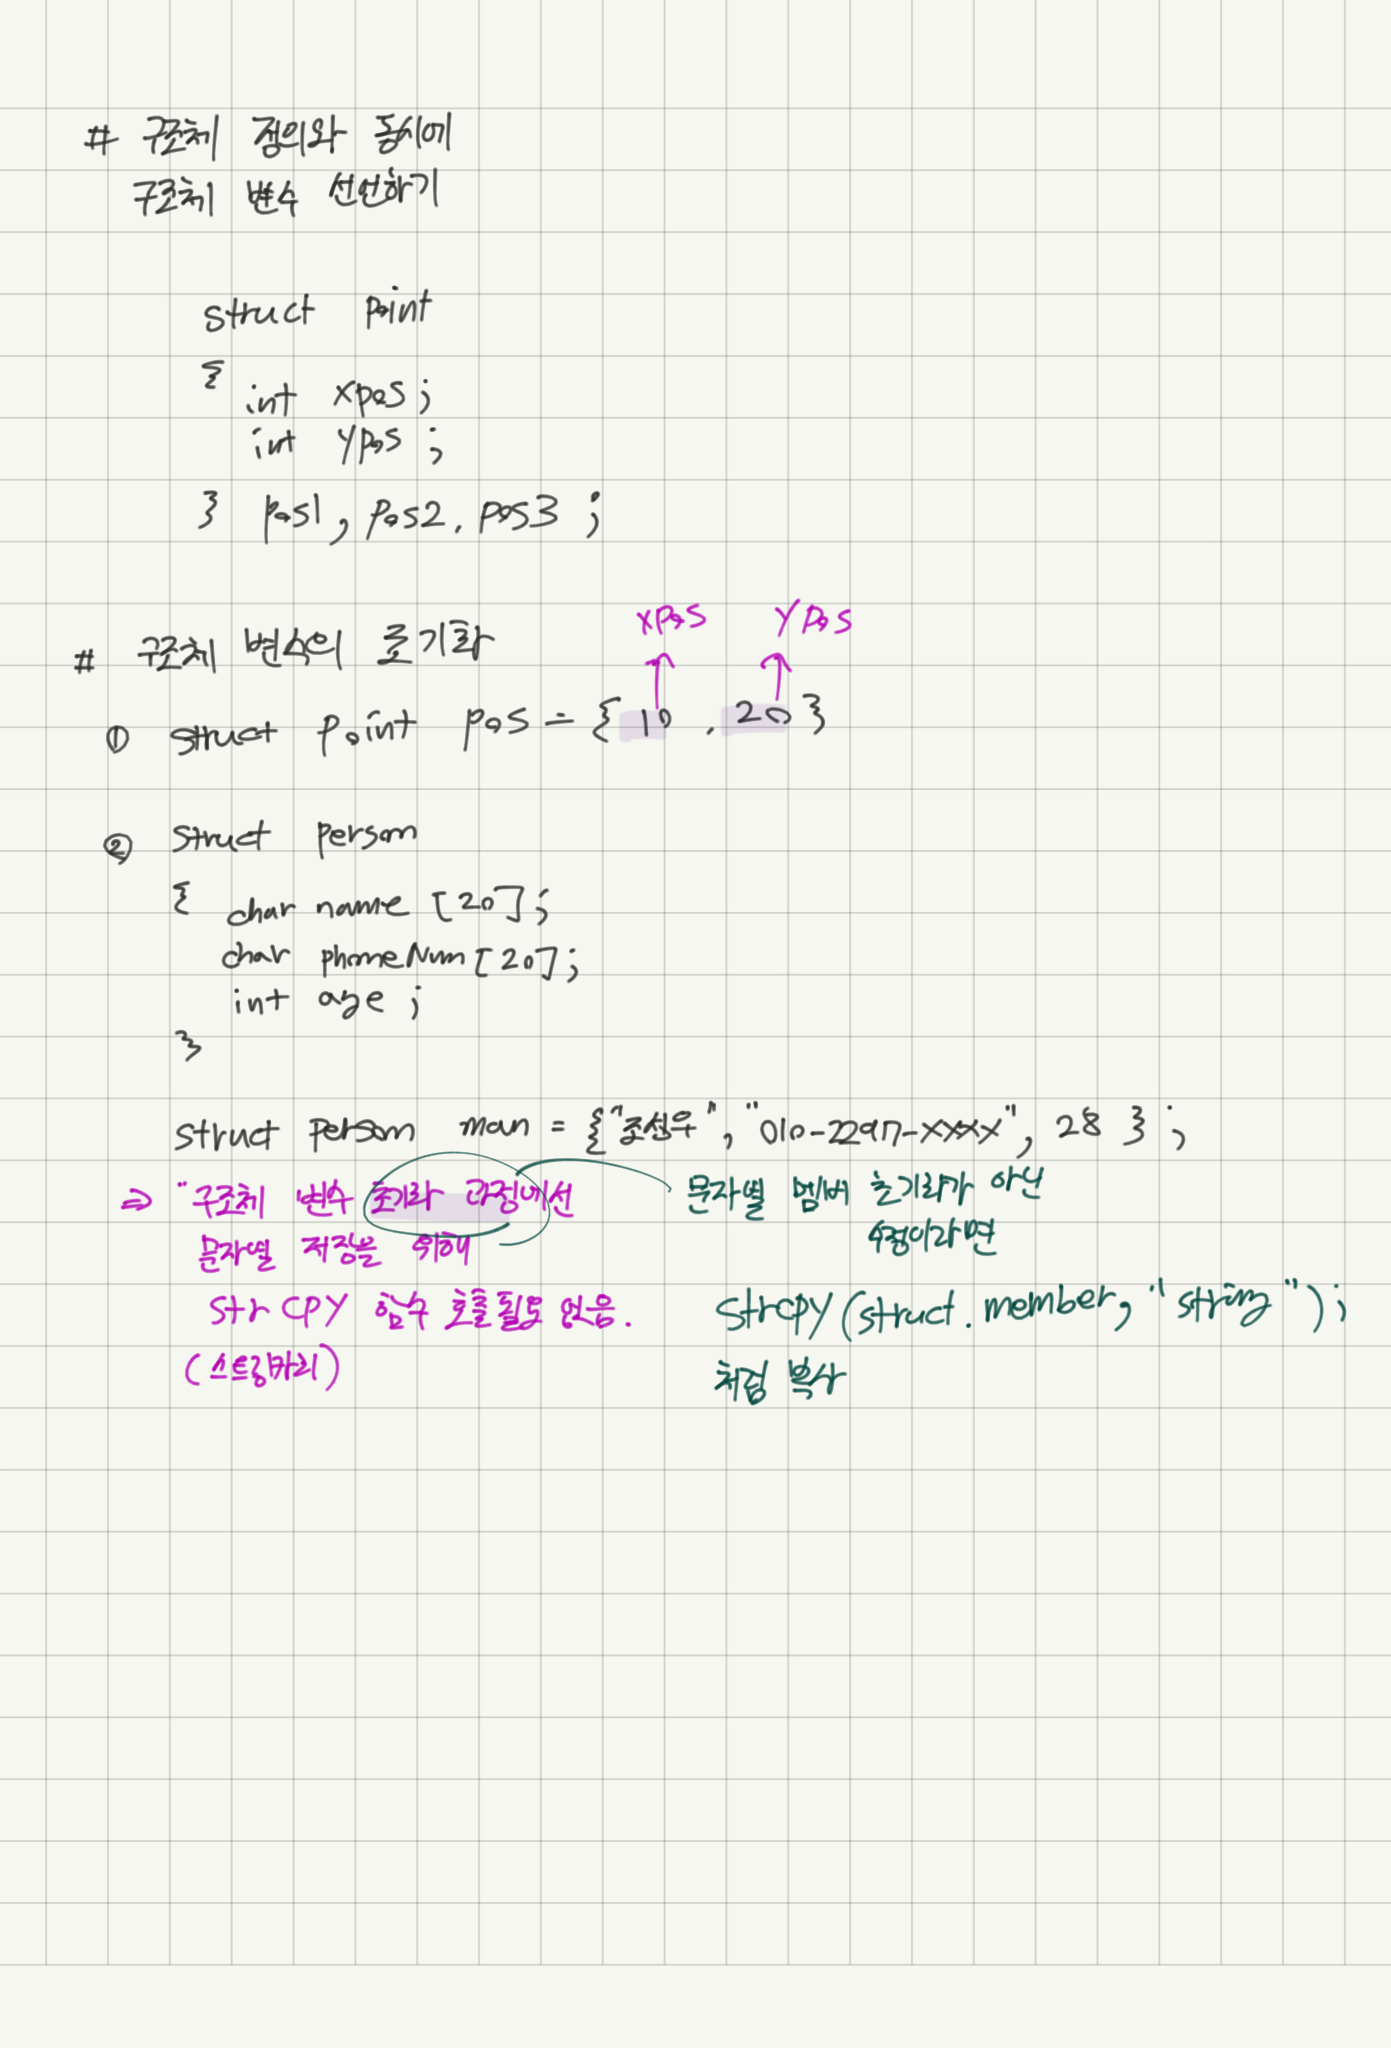 # 구조체 정의와 동시에
구조체 변수 선언하기
struct point
{
int xpos;
int ypos;
} pos1, pos2, pos3;
xpos ypos
# 구조체 변수의 초기화
① struct point pos = { 10 , 20 }
② struct person
{ char name [20];
char phoneNum [20];
int age ;
}
struct person man = {"조성우", "010-2297-xxxx", 28 } ;
⇒ "구조체 변수 초기화 과정에선
문자열 저장을 위해
strcpy 함수 호출 필요 없음.
(스트링카피)
문자열 멤버 초기화가 아닌
수정이라면
strcpy(struct.member, "string");
처럼 복사